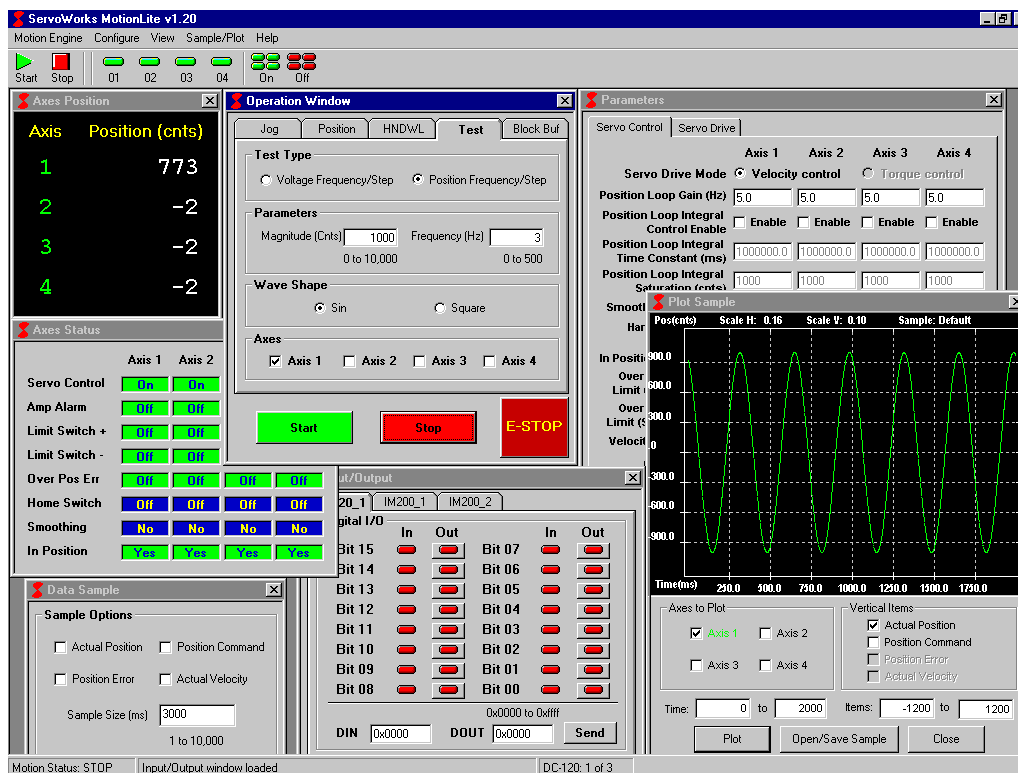 ServoWorks MotionLite v1.20
Motion Engine Configure View Sample/Plot Help
Start Stop 01 02 03 04 On Off
Axes Position
Axis Position (cnts)
1 773
2 -2
3 -2
4 -2
Operation Window
Jog Position HNDWL Test Block Buf
Test Type
Voltage Frequency/Step Position Frequency/Step
Parameters
Magnitude (Cnts) 1000 Frequency (Hz) 3
0 to 10,000 0 to 500
Wave Shape
Sin Square
Axes
Axis 1 Axis 2 Axis 3 Axis 4
Start Stop E-STOP
Parameters
Servo Control Servo Drive
Axis 1 Axis 2 Axis 3 Axis 4
Servo Drive Mode Velocity control Torque control
Position Loop Gain (Hz) 5.0 5.0 5.0 5.0
Position Loop Integral
Control Enable Enable Enable Enable Enable
Position Loop Integral
Time Constant (ms) 1000000.0 1000000.0 1000000.0 1000000.0
Position Loop Integral
Saturation (cnts) 1000 1000 1000 1000
Smooth
Har
In Positi
Over
Limit
Over
Limit (S
Velocit
Axes Status
Axis 1 Axis 2
Servo Control On On
Amp Alarm Off Off
Limit Switch + Off Off
Limit Switch - Off Off
Over Pos Err Off Off Off Off
Home Switch Off Off Off Off
Smoothing No No No No
In Position Yes Yes Yes Yes
Plot Sample
Pos(cnts) Scale H: 0.16 Scale V: 0.10 Sample: Default
900.0
600.0
300.0
.0
-300.0
-600.0
-900.0
Time(ms) 250.0 500.0 750.0 1000.0 1250.0 1500.0 1750.0
Axes to Plot
Axis 1 Axis 2
Axis 3 Axis 4
Vertical Items
Actual Position
Position Command
Position Error
Actual Velocity
Time: 0 to 2000 Items: -1200 to 1200
Plot Open/Save Sample Close
ut/Output
200_1 IM200_1 IM200_2
gital I/O
In Out In Out
Bit 15 Bit 07
Bit 14 Bit 06
Bit 13 Bit 05
Bit 12 Bit 04
Bit 11 Bit 03
Bit 10 Bit 02
Bit 09 Bit 01
Bit 08 Bit 00
0x0000 to 0xffff
DIN 0x0000 DOUT 0x0000 Send
Data Sample
Sample Options
Actual Position Position Command
Position Error Actual Velocity
Sample Size (ms) 3000
1 to 10,000
Motion Status: STOP Input/Output window loaded DC-120: 1 of 3